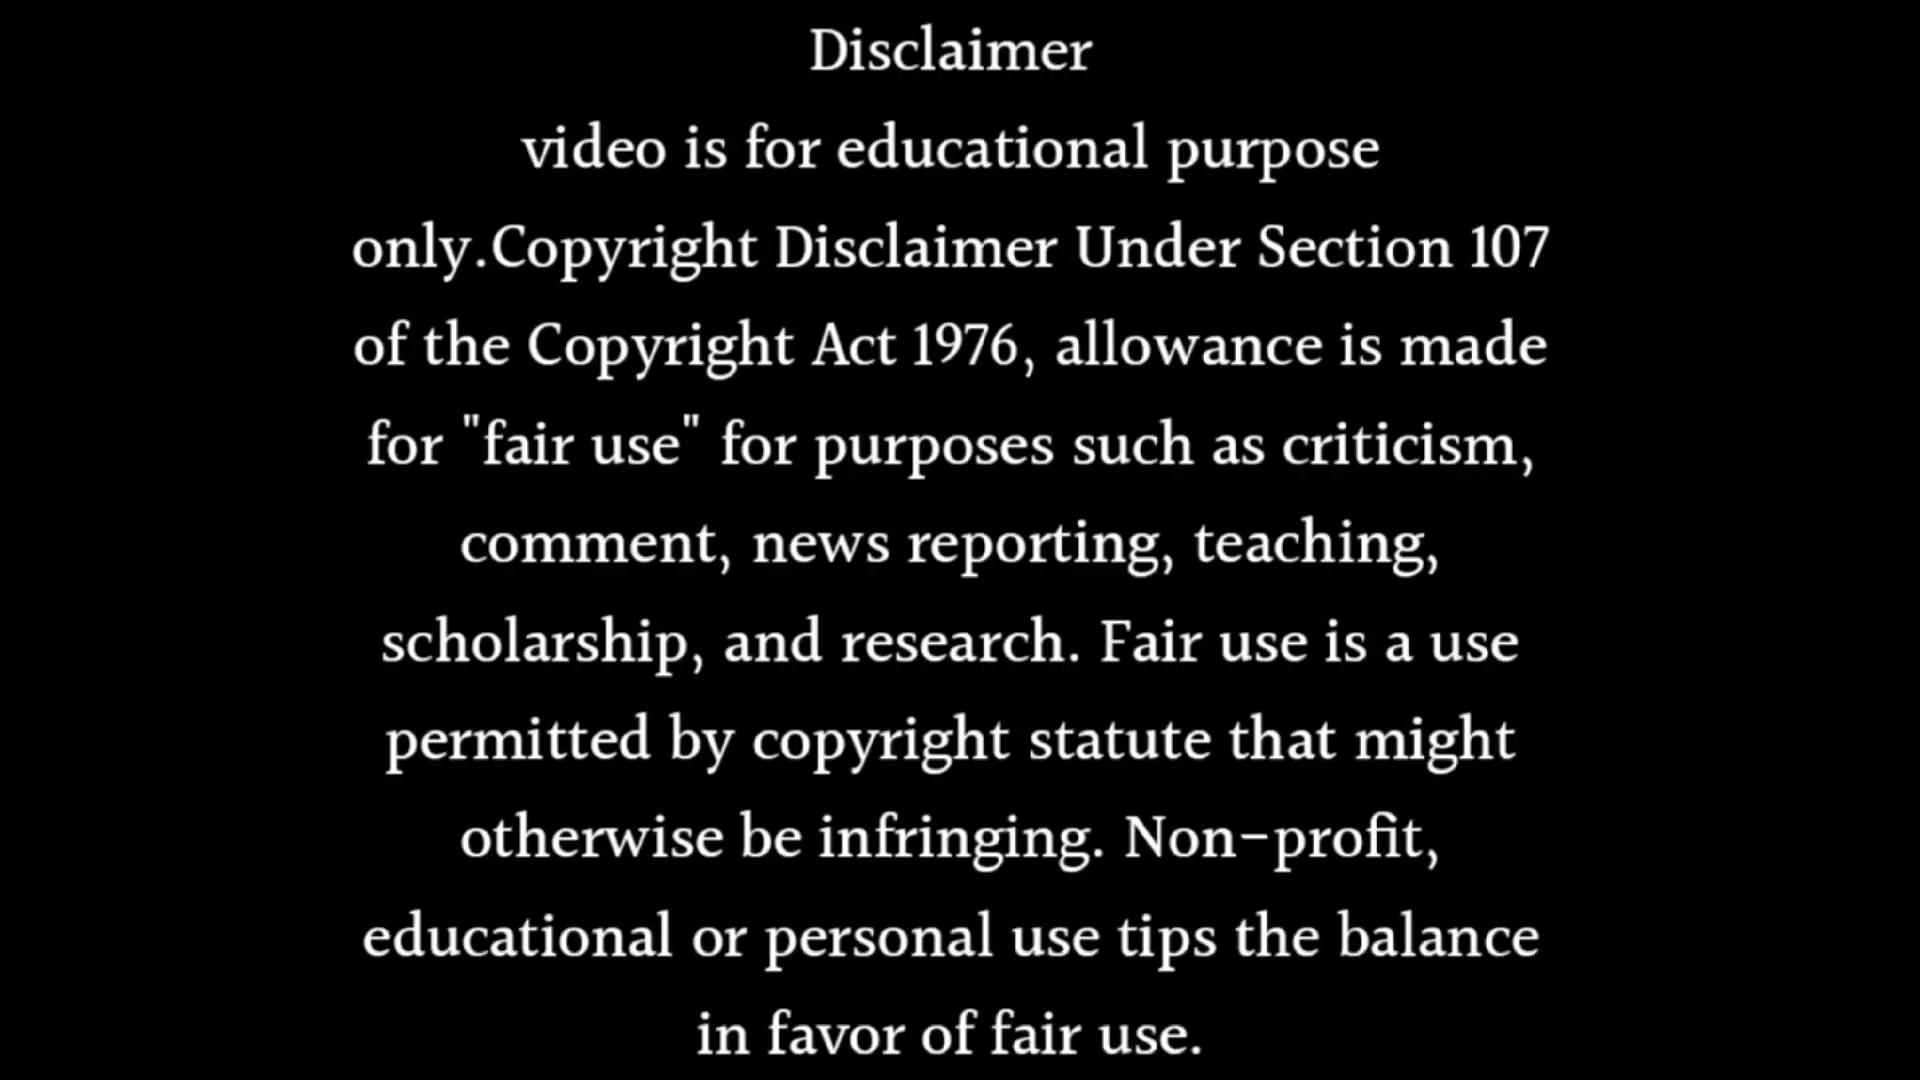 Disclaimer
video is for educational purpose
only.Copyright Disclaimer Under Section 107
of the Copyright Act 1976, allowance is made
for "fair use" for purposes such as criticism,
comment, news reporting, teaching,
scholarship, and research. Fair use is a use
permitted by copyright statute that might
otherwise be infringing. Non-profit,
educational or personal use tips the balance
in favor of fair use.